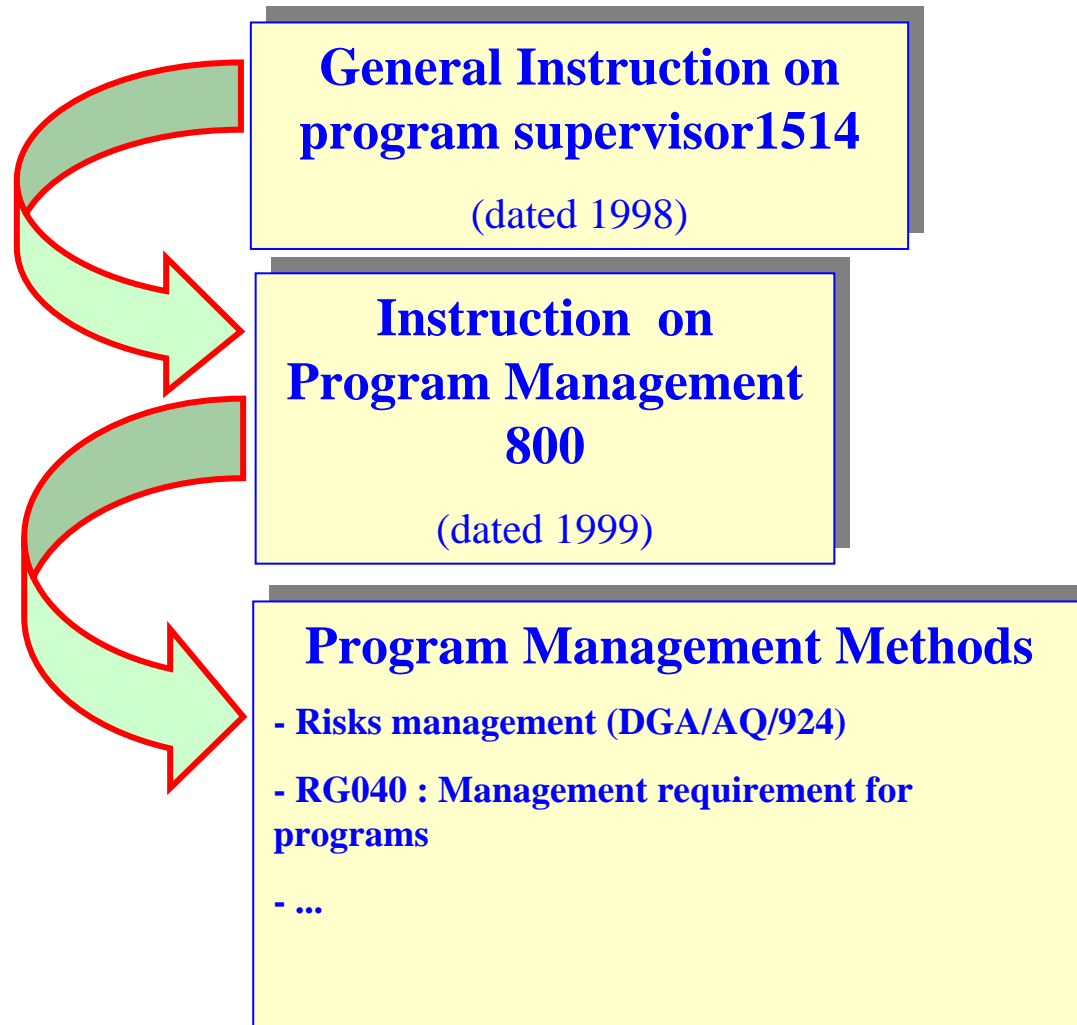 General Instruction on
program supervisor1514
(dated 1998)
Instruction on
Program Management
800
(dated 1999)
Program Management Methods
- Risks management (DGA/AQ/924)
- RG040 : Management requirement for
programs
- ...